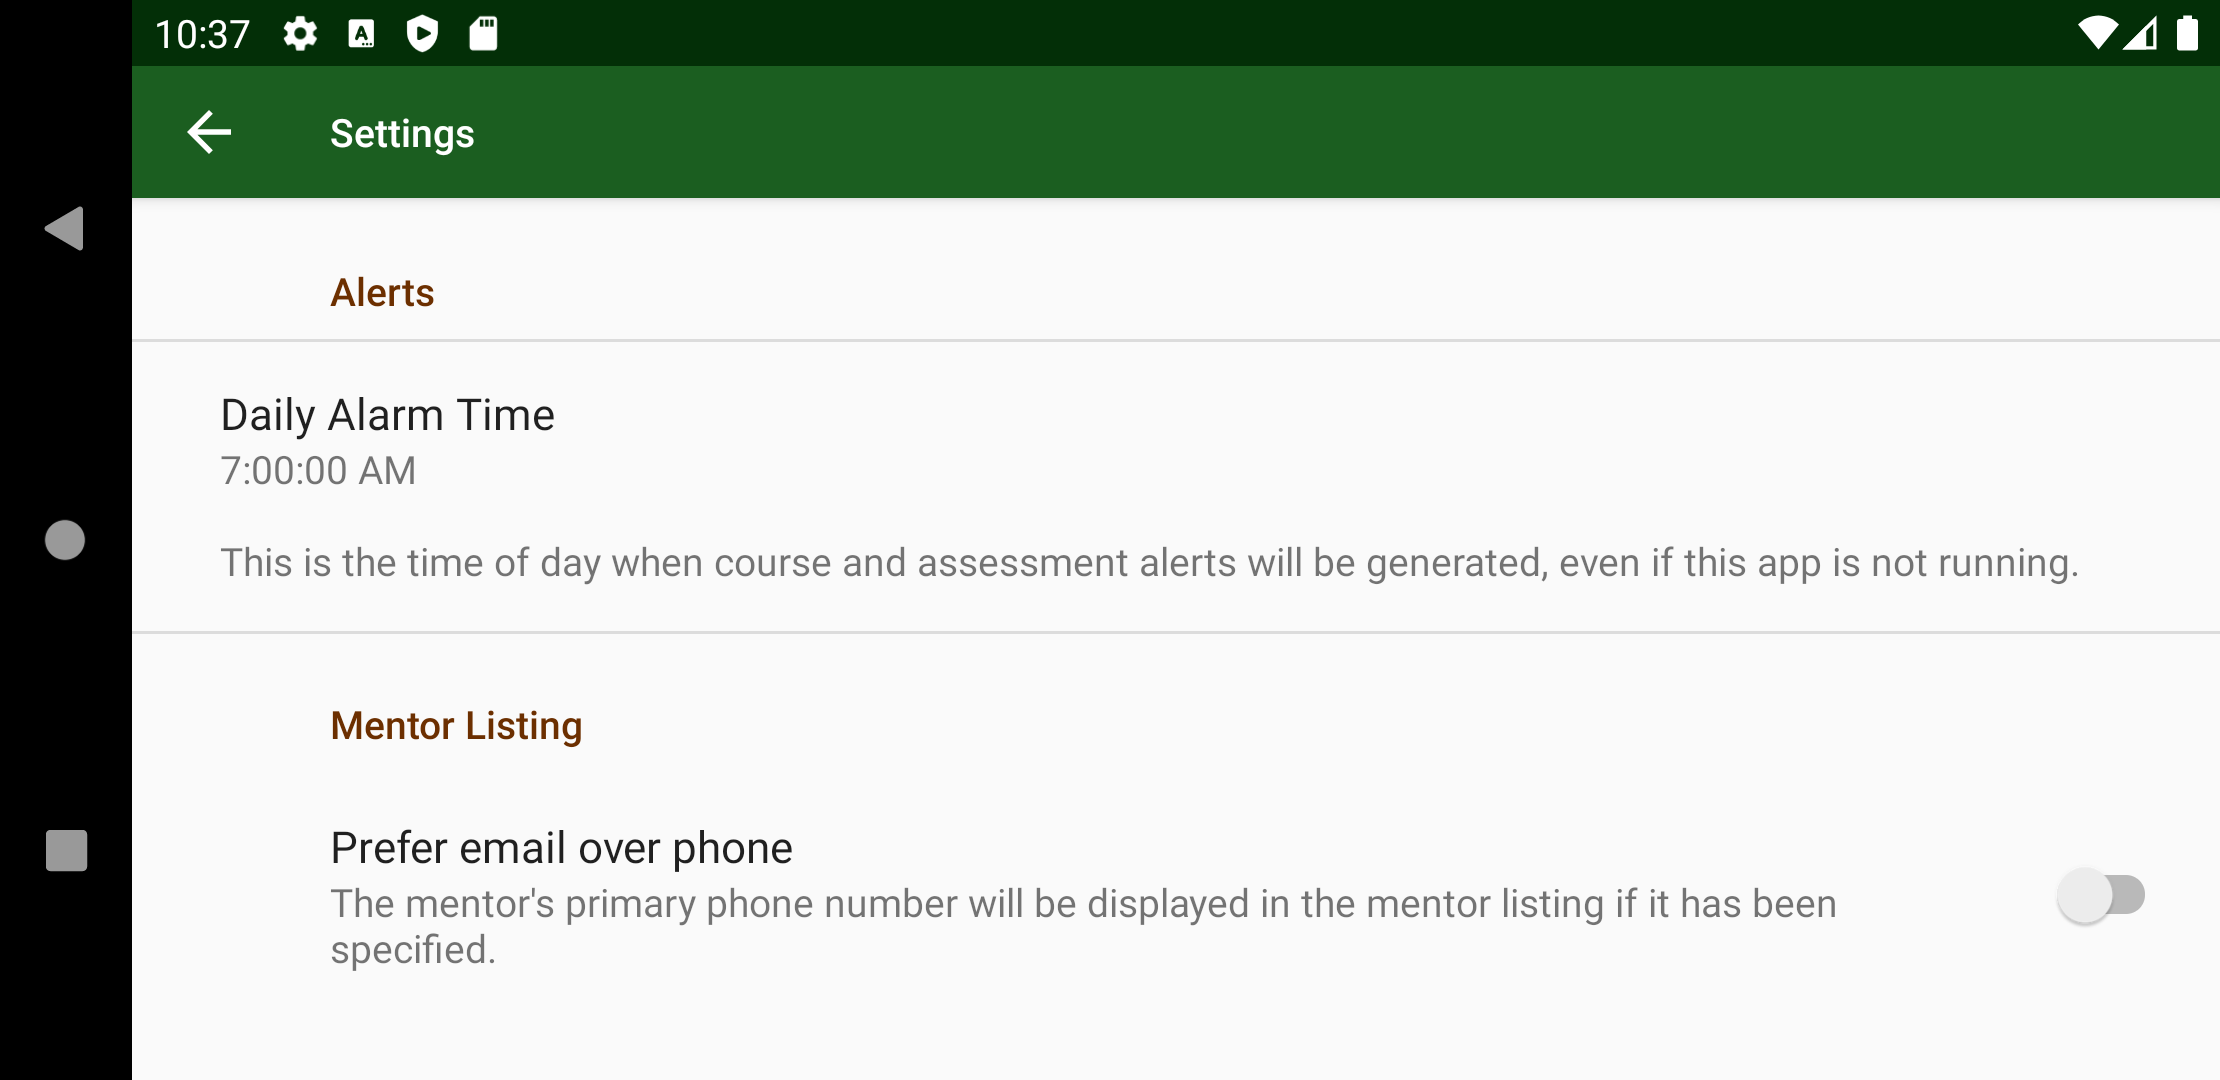 10:37
Settings
Alerts
Daily Alarm Time
7:00:00 AM
This is the time of day when course and assessment alerts will be generated, even if this app is not running.
Mentor Listing
Prefer email over phone
The mentor's primary phone number will be displayed in the mentor listing if it has been
specified.